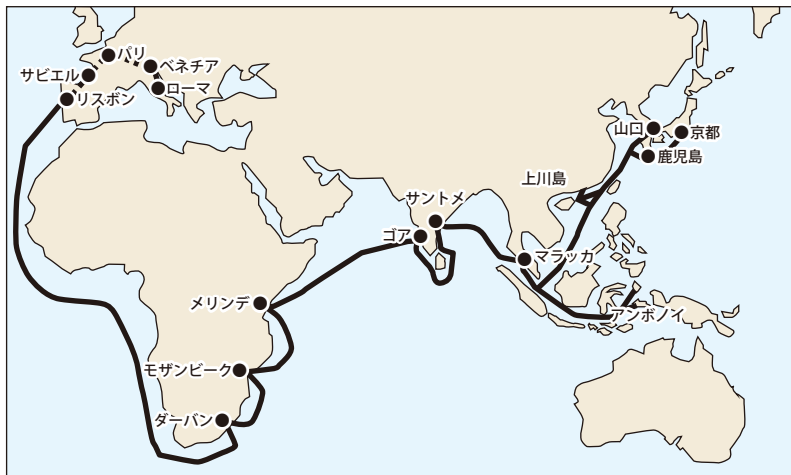 パリ
ベネチア
サビエル
ローマ
リスボン
山口
京都
鹿児島
上川島
サントメ
ゴア
マラッカ
メリンデ
アンボノイ
モザンビーク
ダーバン